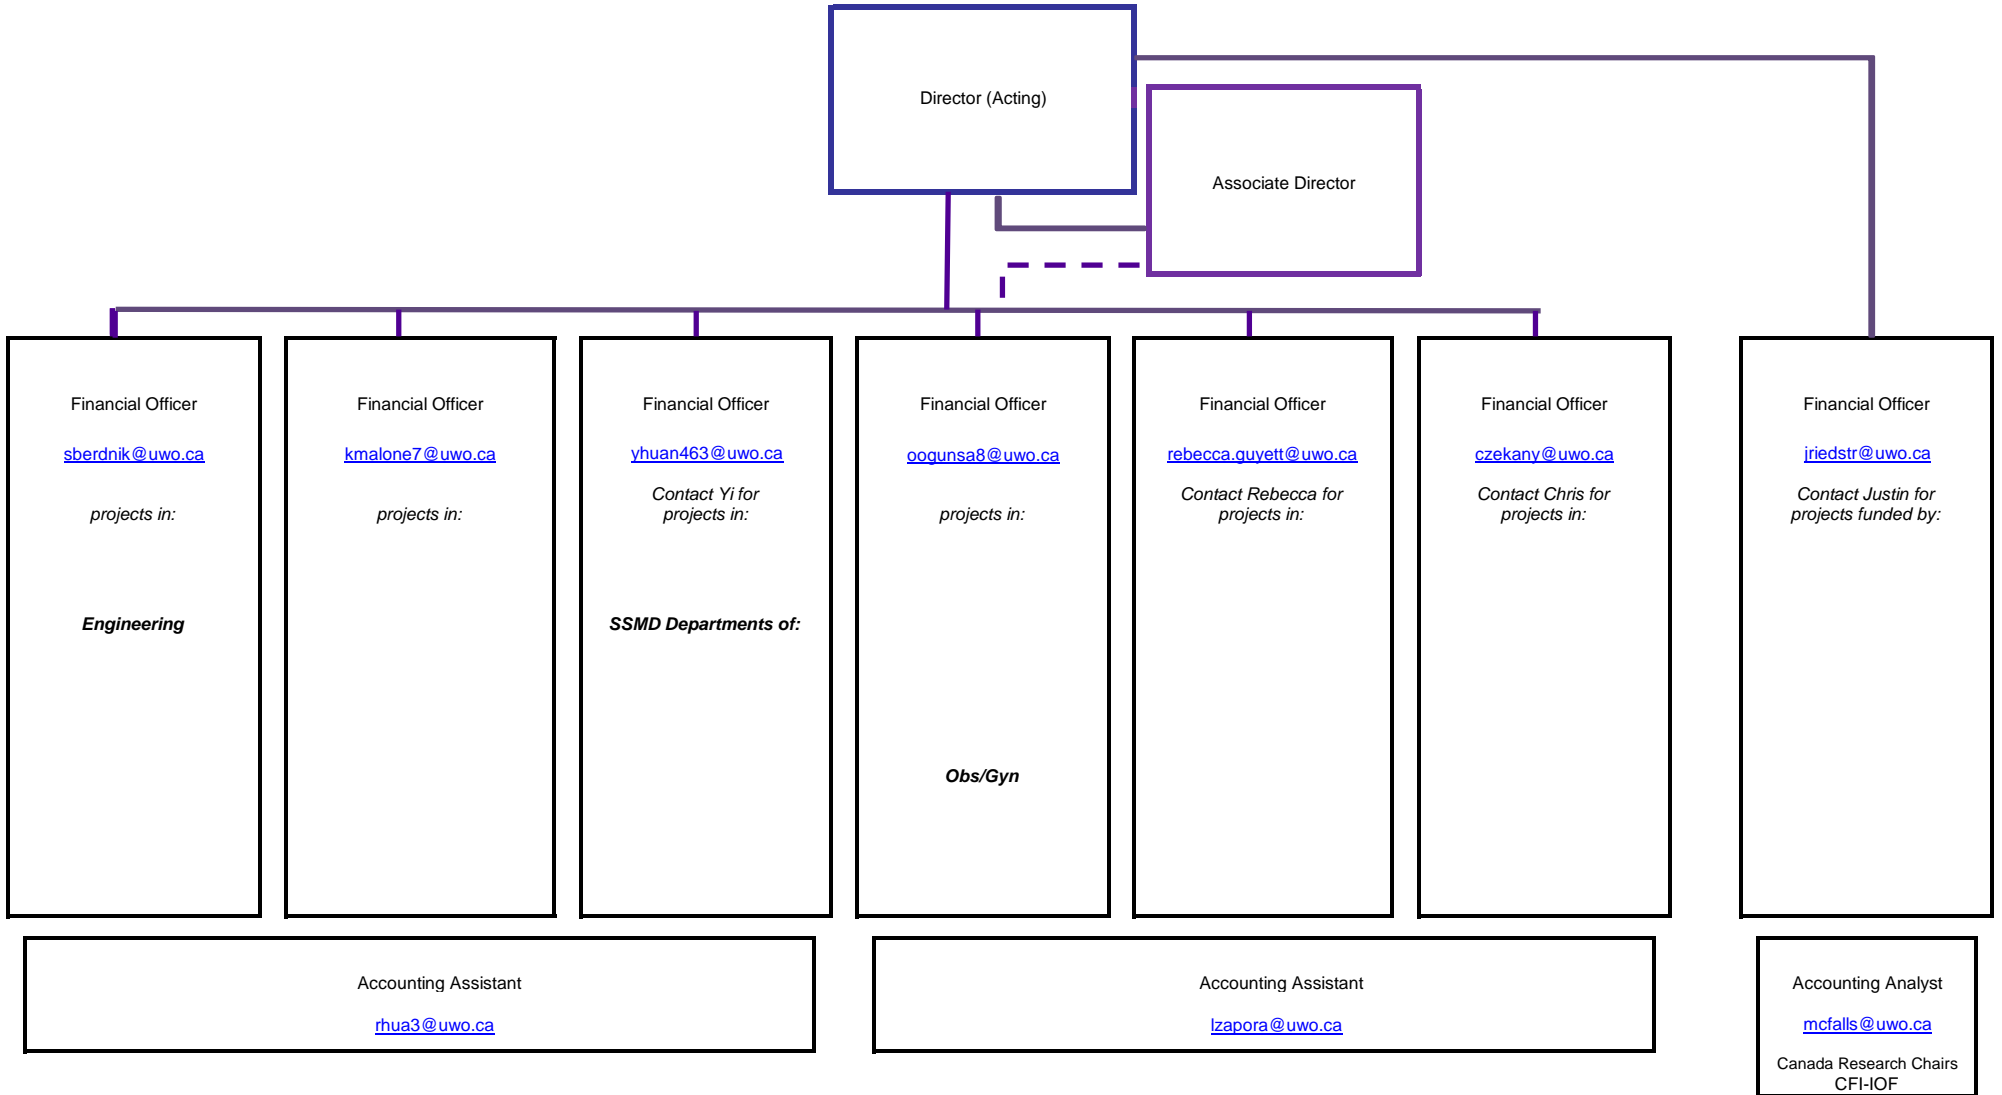 Director (Acting)
Associate Director
Financial Officer
sberdnik@uwo.ca
projects in:
Engineering
Financial Officer
kmalone7@uwo.ca
projects in:
Financial Officer
yhuan463@uwo.ca
Contact Yi for
projects in:
SSMD Departments of:
Financial Officer
oogunsa8@uwo.ca
projects in:
Obs/Gyn
Financial Officer
rebecca.guyett@uwo.ca
Contact Rebecca for
projects in:
Financial Officer
czekany@uwo.ca
Contact Chris for
projects in:
Financial Officer
jriedstr@uwo.ca
Contact Justin for
projects funded by:
Accounting Assistant
rhua3@uwo.ca
Accounting Assistant
lzapora@uwo.ca
Accounting Analyst
mcfalls@uwo.ca
Canada Research Chairs
CFI-IOF